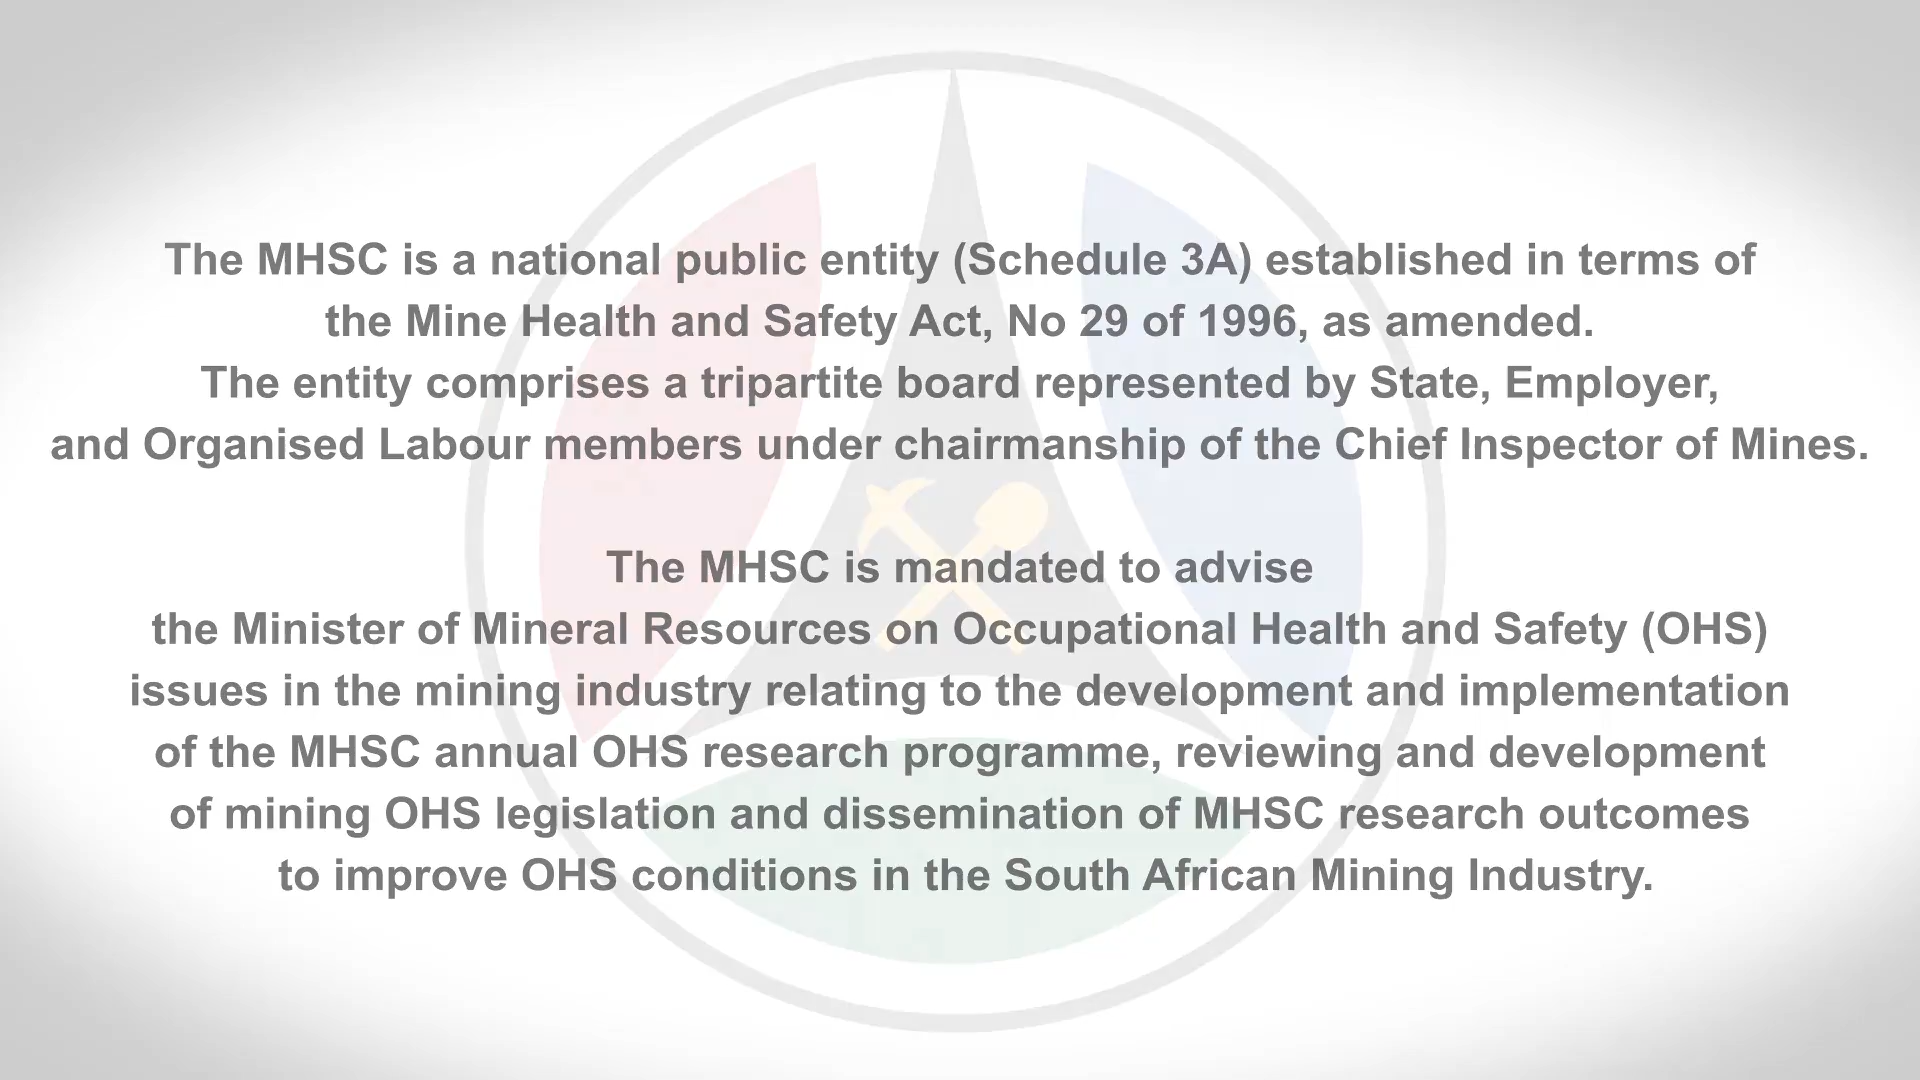 The MHSC is a national public entity (Schedule 3A) established in terms of
the Mine Health and Safety Act, No 29 of 1996, as amended.
The entity comprises a tripartite board represented by State, Employer,
and Organised Labour members under chairmanship of the Chief Inspector of Mines.
The MHSC is mandated to advise
the Minister of Mineral Resources on Occupational Health and Safety (OHS)
issues in the mining industry relating to the development and implementation
of the MHSC annual OHS research programme, reviewing and development
of mining OHS legislation and dissemination of MHSC research outcomes
to improve OHS conditions in the South African Mining Industry.